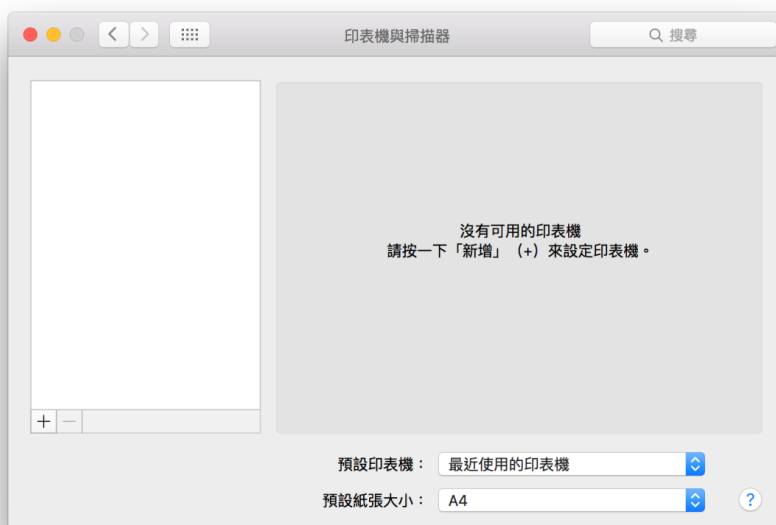 印表機與掃描器
搜尋
沒有可用的印表機
請按一下「新增」(+) 來設定印表機。
預設印表機：
最近使用的印表機
預設紙張大小：
A4
?